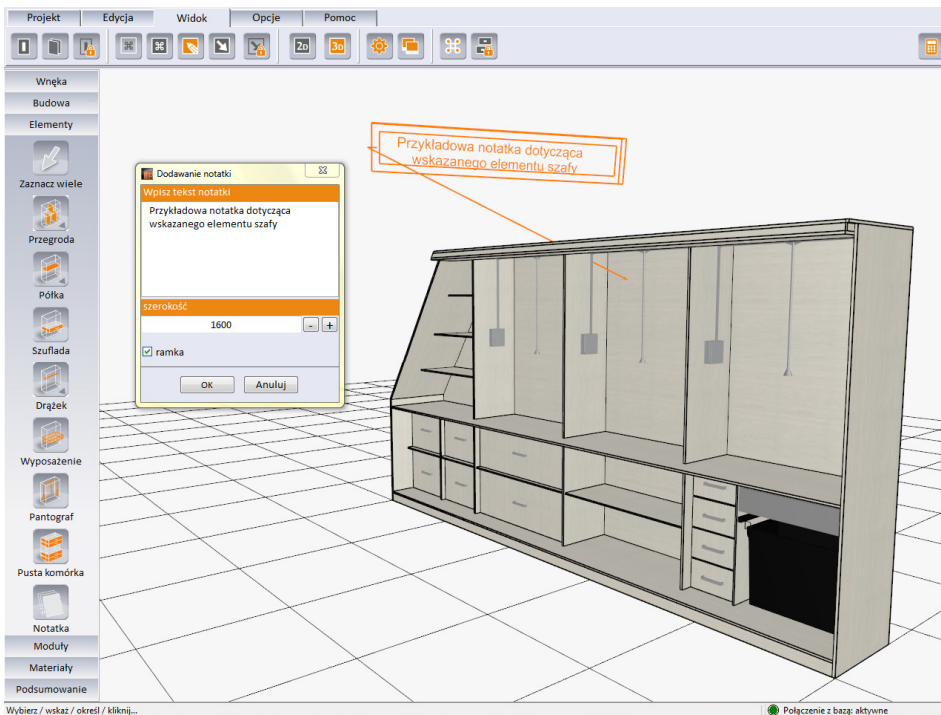 Projekt
Edycja
Widok
Opcje
Pomoc
2D
3D
Wnęka
Budowa
Elementy
Zaznacz wiele
Przegroda
Półka
Szuflada
Drążek
Wyposażenie
Pantograf
Pusta komórka
Notatka
Moduły
Materiały
Podsumowanie
Dodawanie notatki
Wpisz tekst notatki
Przykładowa notatka dotycząca
wskazanego elementu szafy
szerokość
1600
- +
ramka
OK
Anuluj
Przykładowa notatka dotycząca
wskazanego elementu szafy
Wybierz / wskaż / określ / kliknij...
Połączenie z bazą: aktywne